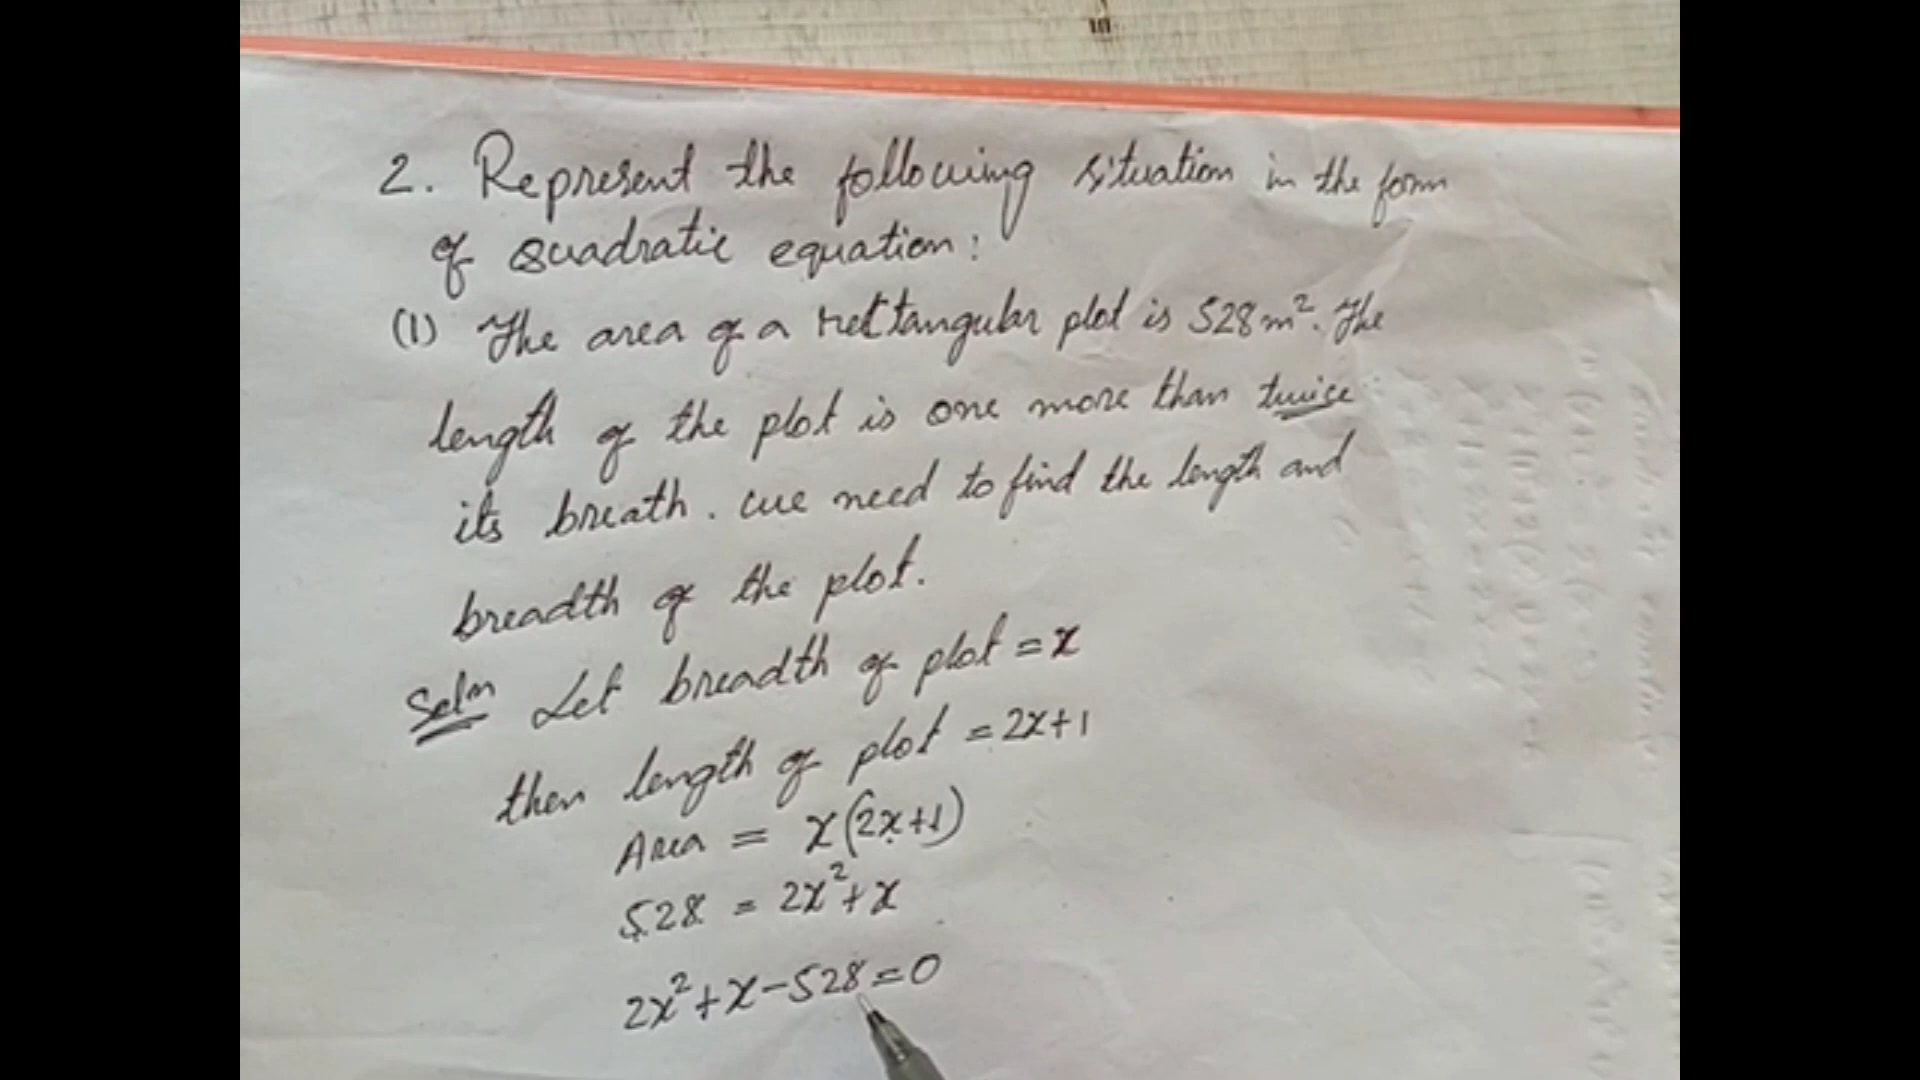 2. Represent the following situation in the form
of quadratic equation:
(1) The area of a rectangular plot is 528m². The
length of the plot is one more than twice
its breath. we need to find the length and
breadth of the plot.
Soln Let breadth of plot = x
then length of plot = 2x+1
Area = x(2x+1)
528 = 2x²+x
2x²+x-528=0